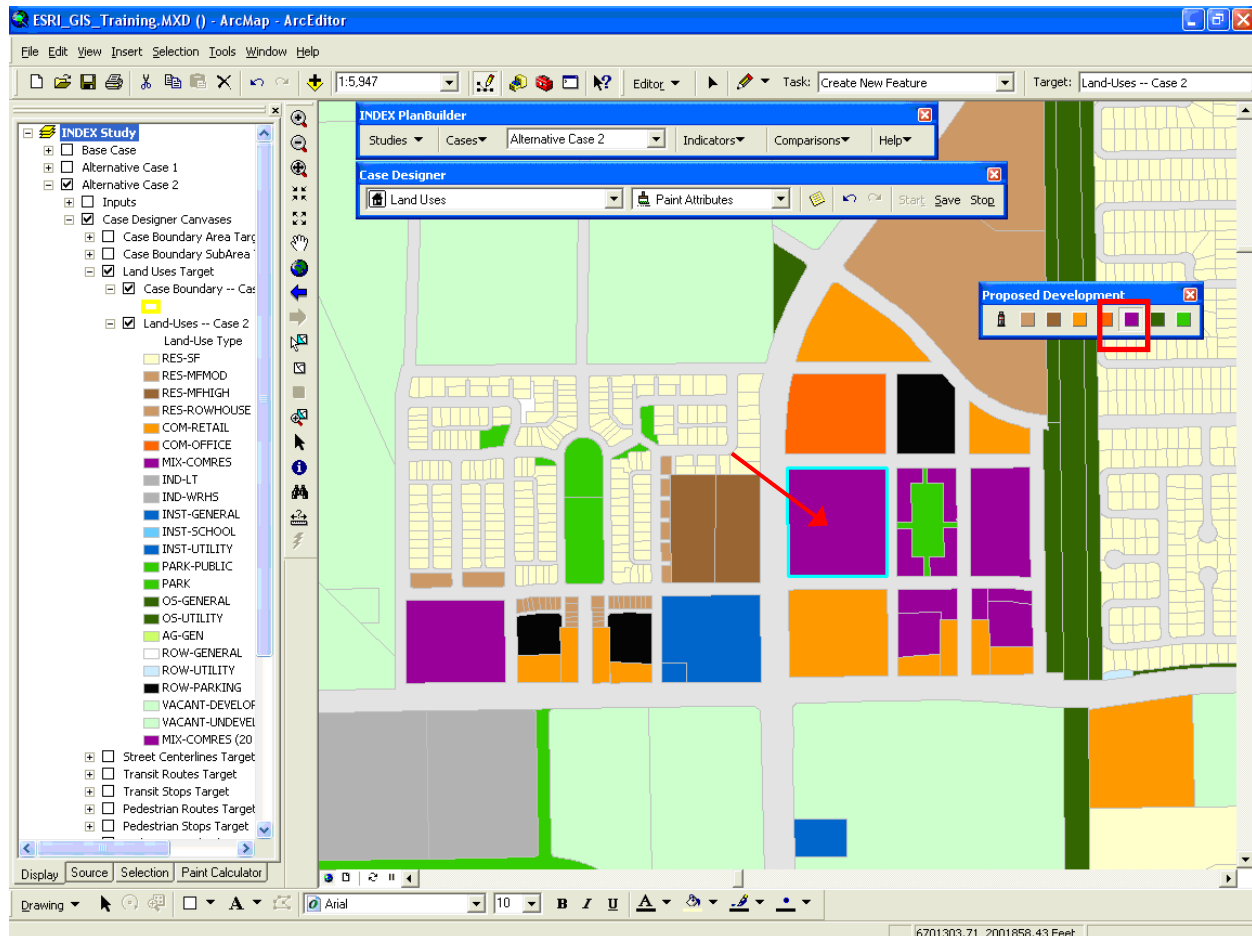 ESRI_GIS_Training.MXD () - ArcMap - ArcEditor
File Edit View Insert Selection Tools Window Help
1:5,947 Editor Task: Create New Feature Target: Land-Uses -- Case 2
INDEX PlanBuilder
Studies Cases Alternative Case 2 Indicators Comparisons Help
Case Designer
Land Uses Paint Attributes Start Save Stop
Proposed Development
INDEX Study
Base Case
Alternative Case 1
Alternative Case 2
Inputs
Case Designer Canvases
Case Boundary Area Targ
Case Boundary SubArea
Land Uses Target
Case Boundary -- Cas
Land-Uses -- Case 2
Land-Use Type
RES-SF
RES-MFMOD
RES-MFHIGH
RES-ROWHOUSE
COM-RETAIL
COM-OFFICE
MIX-COMRES
IND-LT
IND-WRHS
INST-GENERAL
INST-SCHOOL
INST-UTILITY
PARK-PUBLIC
PARK
OS-GENERAL
OS-UTILITY
AG-GEN
ROW-GENERAL
ROW-UTILITY
ROW-PARKING
VACANT-DEVELOP
VACANT-UNDEVEL
MIX-COMRES (20
Street Centerlines Target
Transit Routes Target
Transit Stops Target
Pedestrian Routes Target
Pedestrian Stops Target
Display Source Selection Paint Calculator
Drawing A Arial 10 B I U A
6701303.71 2001858.43 Feet